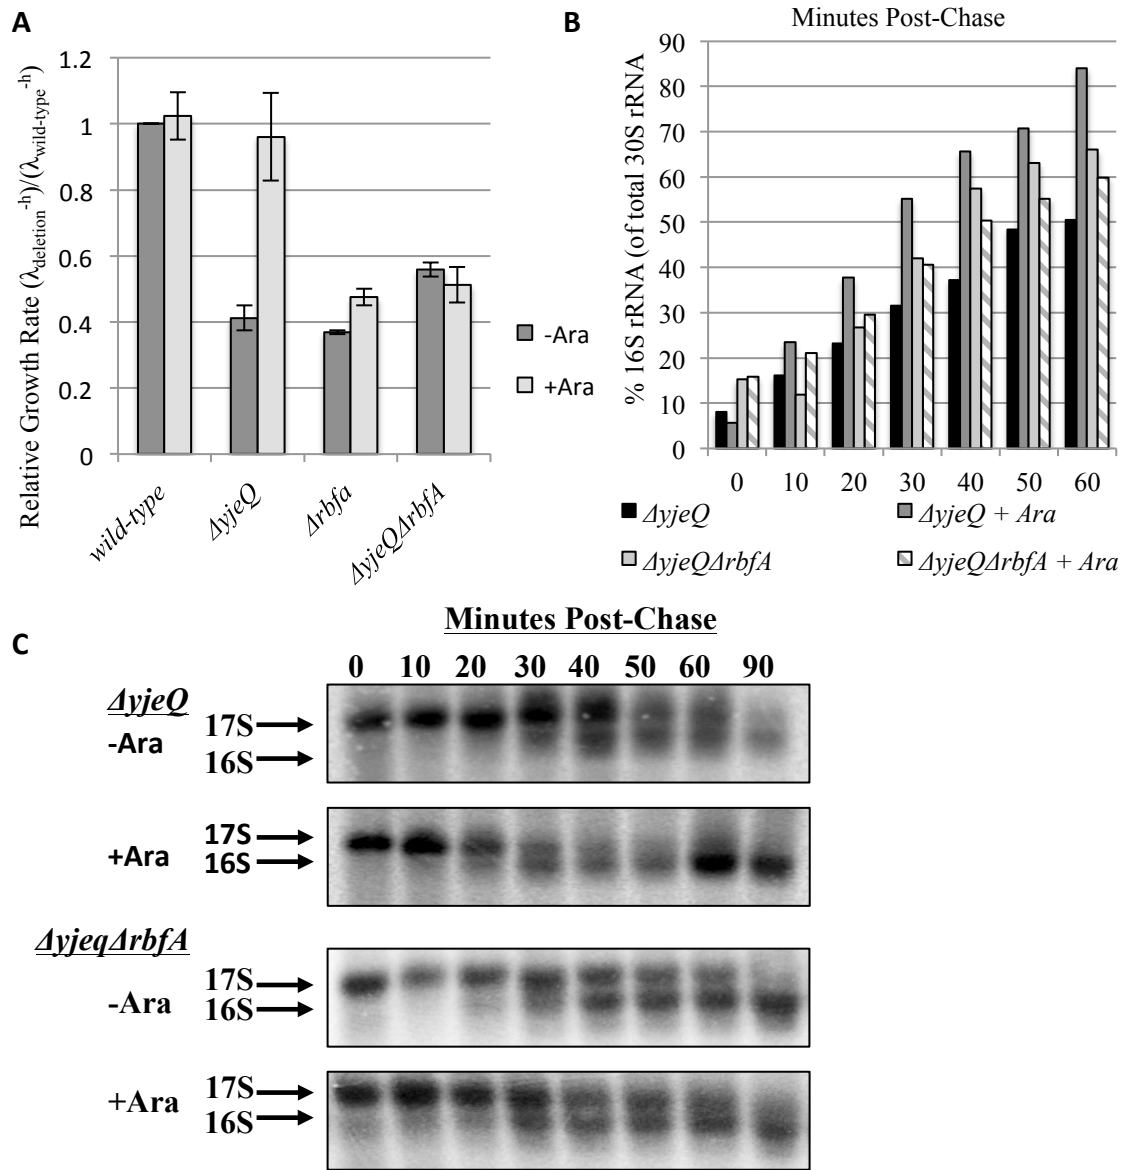 A
Relative Growth Rate (λdeletion-h)/(λwild-type-h)
1.2
1
0.8
0.6
0.4
0.2
0
wild-type
ΔyjeQ
Δrbfa
ΔyjeQΔrbfA
-Ara
+Ara
B
Minutes Post-Chase
% 16S rRNA (of total 30S rRNA
90
80
70
60
50
40
30
20
10
0
0 10 20 30 40 50 60
ΔyjeQ
ΔyjeQ + Ara
ΔyjeQΔrbfA
ΔyjeQΔrbfA + Ara
C
Minutes Post-Chase
0 10 20 30 40 50 60 90
ΔyjeQ
-Ara
17S
16S
+Ara
17S
16S
ΔyjeqΔrbfA
-Ara
17S
16S
+Ara
17S
16S